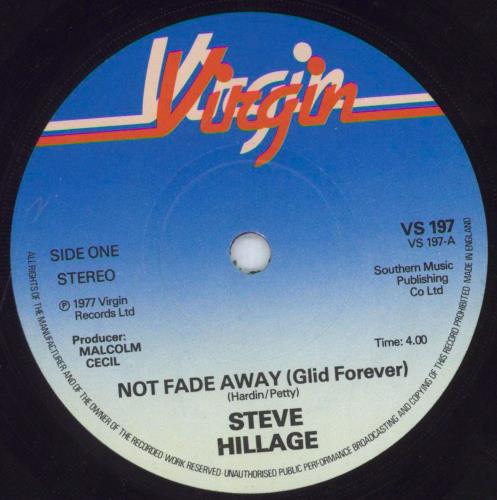 Virgin
SIDE ONE
STEREO
℗ 1977 Virgin
Records Ltd
Producer:
MALCOLM
CECIL
VS 197
VS 197-A
Southern Music
Publishing
Co Ltd
Time: 4.00
NOT FADE AWAY (Glid Forever)
(Hardin/Petty)
STEVE
HILLAGE
ALL RIGHTS OF THE MANUFACTURER AND OF THE OWNER OF THE RECORDED WORK RESERVED·UNAUTHORISED PUBLIC PERFORMANCE BROADCASTING AND COPYING OF THIS RECORD PROHIBITED MADE IN ENGLAND